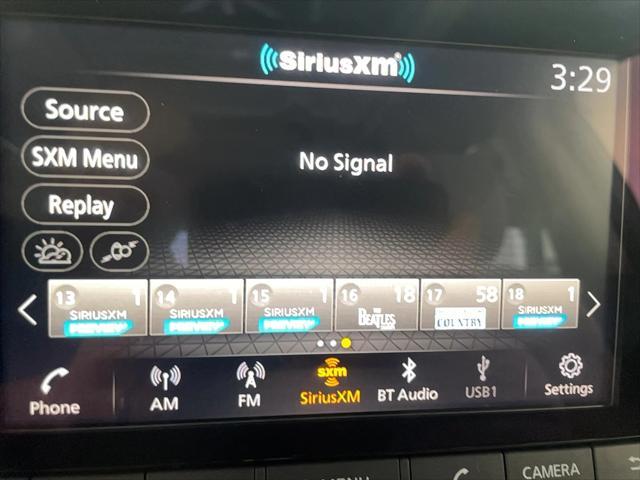 SiriusXM
3:29
Source
SXM Menu
No Signal
Replay
13 1 14 1 15 1 16 18 17 58 18 1
SIRIUSXM PREVIEW SIRIUSXM PREVIEW SIRIUSXM PREVIEW THE BEATLES COUNTRY SIRIUSXM PREVIEW
Phone AM FM sxm SiriusXM BT Audio USB1 Settings
MENU CAMERA